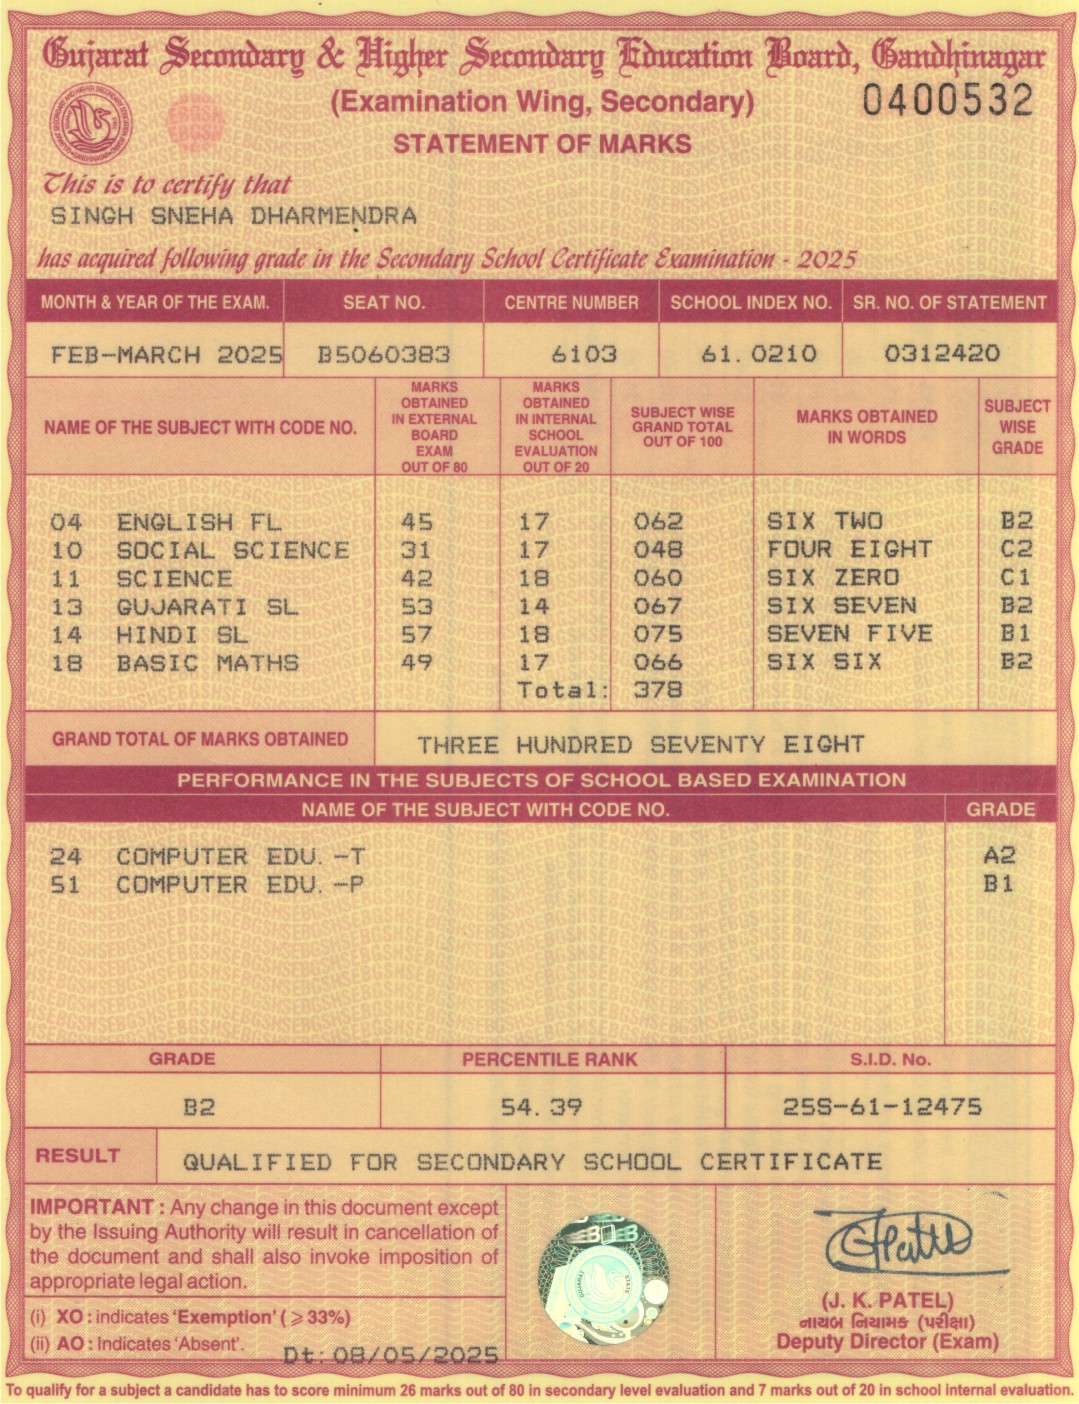 Gujarat Secondary & Higher Secondary Education Board, Gandhinagar
(Examination Wing, Secondary)
0400532
STATEMENT OF MARKS
This is to certify that
SINGH SNEHA DHARMENDRA
has acquired following grade in the Secondary School Certificate Examination - 2025
MONTH & YEAR OF THE EXAM. SEAT NO. CENTRE NUMBER SCHOOL INDEX NO. SR. NO. OF STATEMENT
FEB-MARCH 2025 B5060383 6103 61.0210 0312420
NAME OF THE SUBJECT WITH CODE NO. MARKS OBTAINED IN EXTERNAL BOARD EXAM OUT OF 80 MARKS OBTAINED IN INTERNAL SCHOOL EVALUATION OUT OF 20 SUBJECT WISE GRAND TOTAL OUT OF 100 MARKS OBTAINED IN WORDS SUBJECT WISE GRADE
04 ENGLISH FL 45 17 062 SIX TWO B2
10 SOCIAL SCIENCE 31 17 048 FOUR EIGHT C2
11 SCIENCE 42 18 060 SIX ZERO C1
13 GUJARATI SL 53 14 067 SIX SEVEN B2
14 HINDI SL 57 18 075 SEVEN FIVE B1
18 BASIC MATHS 49 17 066 SIX SIX B2
Total: 378
GRAND TOTAL OF MARKS OBTAINED THREE HUNDRED SEVENTY EIGHT
PERFORMANCE IN THE SUBJECTS OF SCHOOL BASED EXAMINATION
NAME OF THE SUBJECT WITH CODE NO. GRADE
24 COMPUTER EDU.-T A2
51 COMPUTER EDU.-P B1
GRADE PERCENTILE RANK S.I.D. No.
B2 54.39 25S-61-12475
RESULT QUALIFIED FOR SECONDARY SCHOOL CERTIFICATE
IMPORTANT : Any change in this document except
by the Issuing Authority will result in cancellation of
the document and shall also invoke imposition of
appropriate legal action.
(i) XO : indicates 'Exemption' (⩾ 33%)
(ii) AO : Indicates 'Absent'.
Dt: 08/05/2025
(J. K. PATEL)
નાયબ નિયામક (પરીક્ષા)
Deputy Director (Exam)
To qualify for a subject a candidate has to score minimum 26 marks out of 80 in secondary level evaluation and 7 marks out of 20 in school internal evaluation.